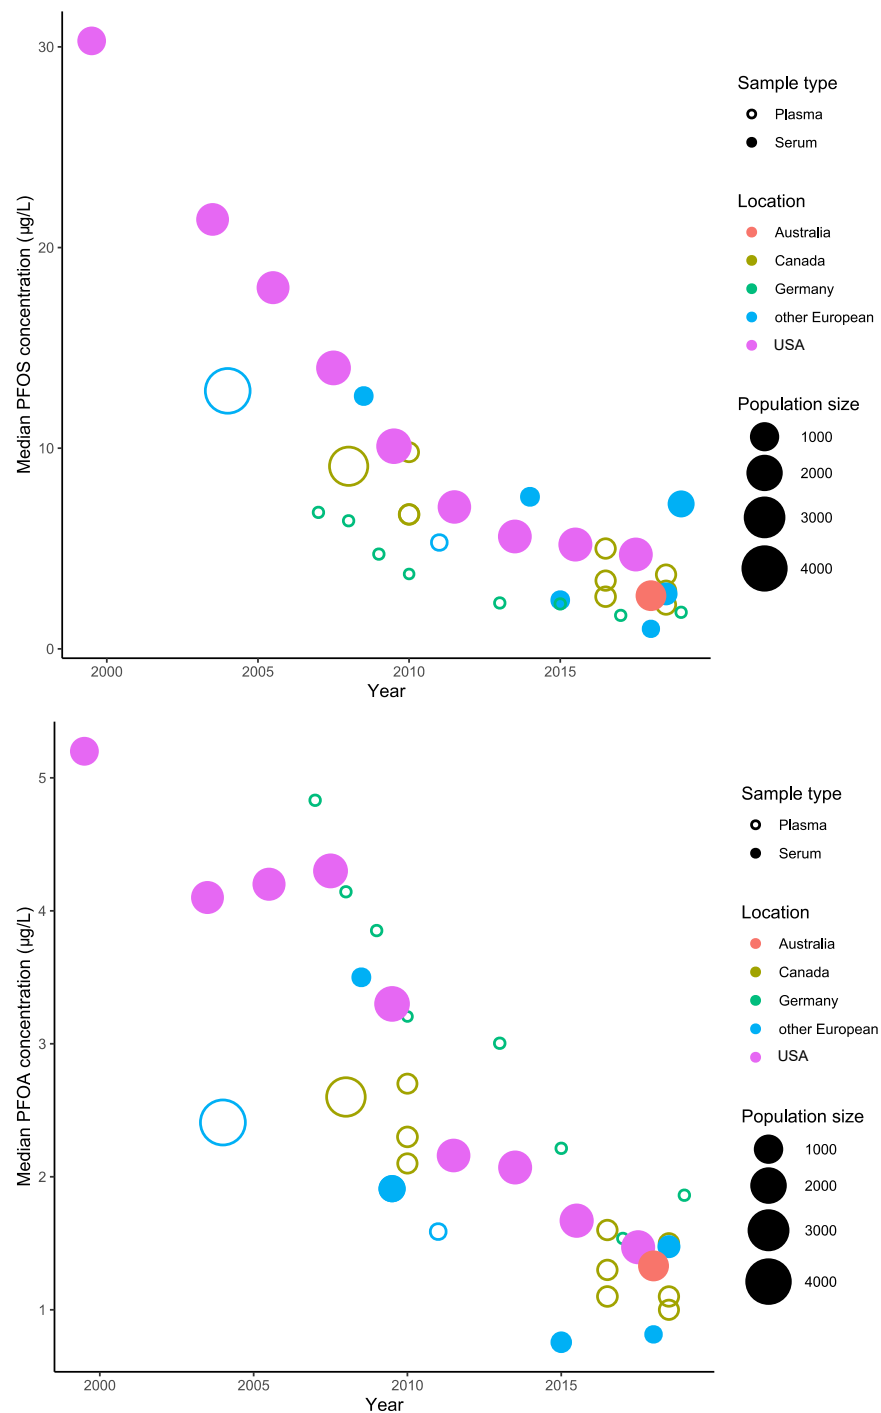 30
20
10
0
Median PFOS concentration (µg/L)
2000 2005 2010 2015
Year
Sample type
Plasma
Serum
Location
Australia
Canada
Germany
other European
USA
Population size
1000
2000
3000
4000
5
4
3
2
1
Median PFOA concentration (µg/L)
2000 2005 2010 2015
Year
Sample type
Plasma
Serum
Location
Australia
Canada
Germany
other European
USA
Population size
1000
2000
3000
4000